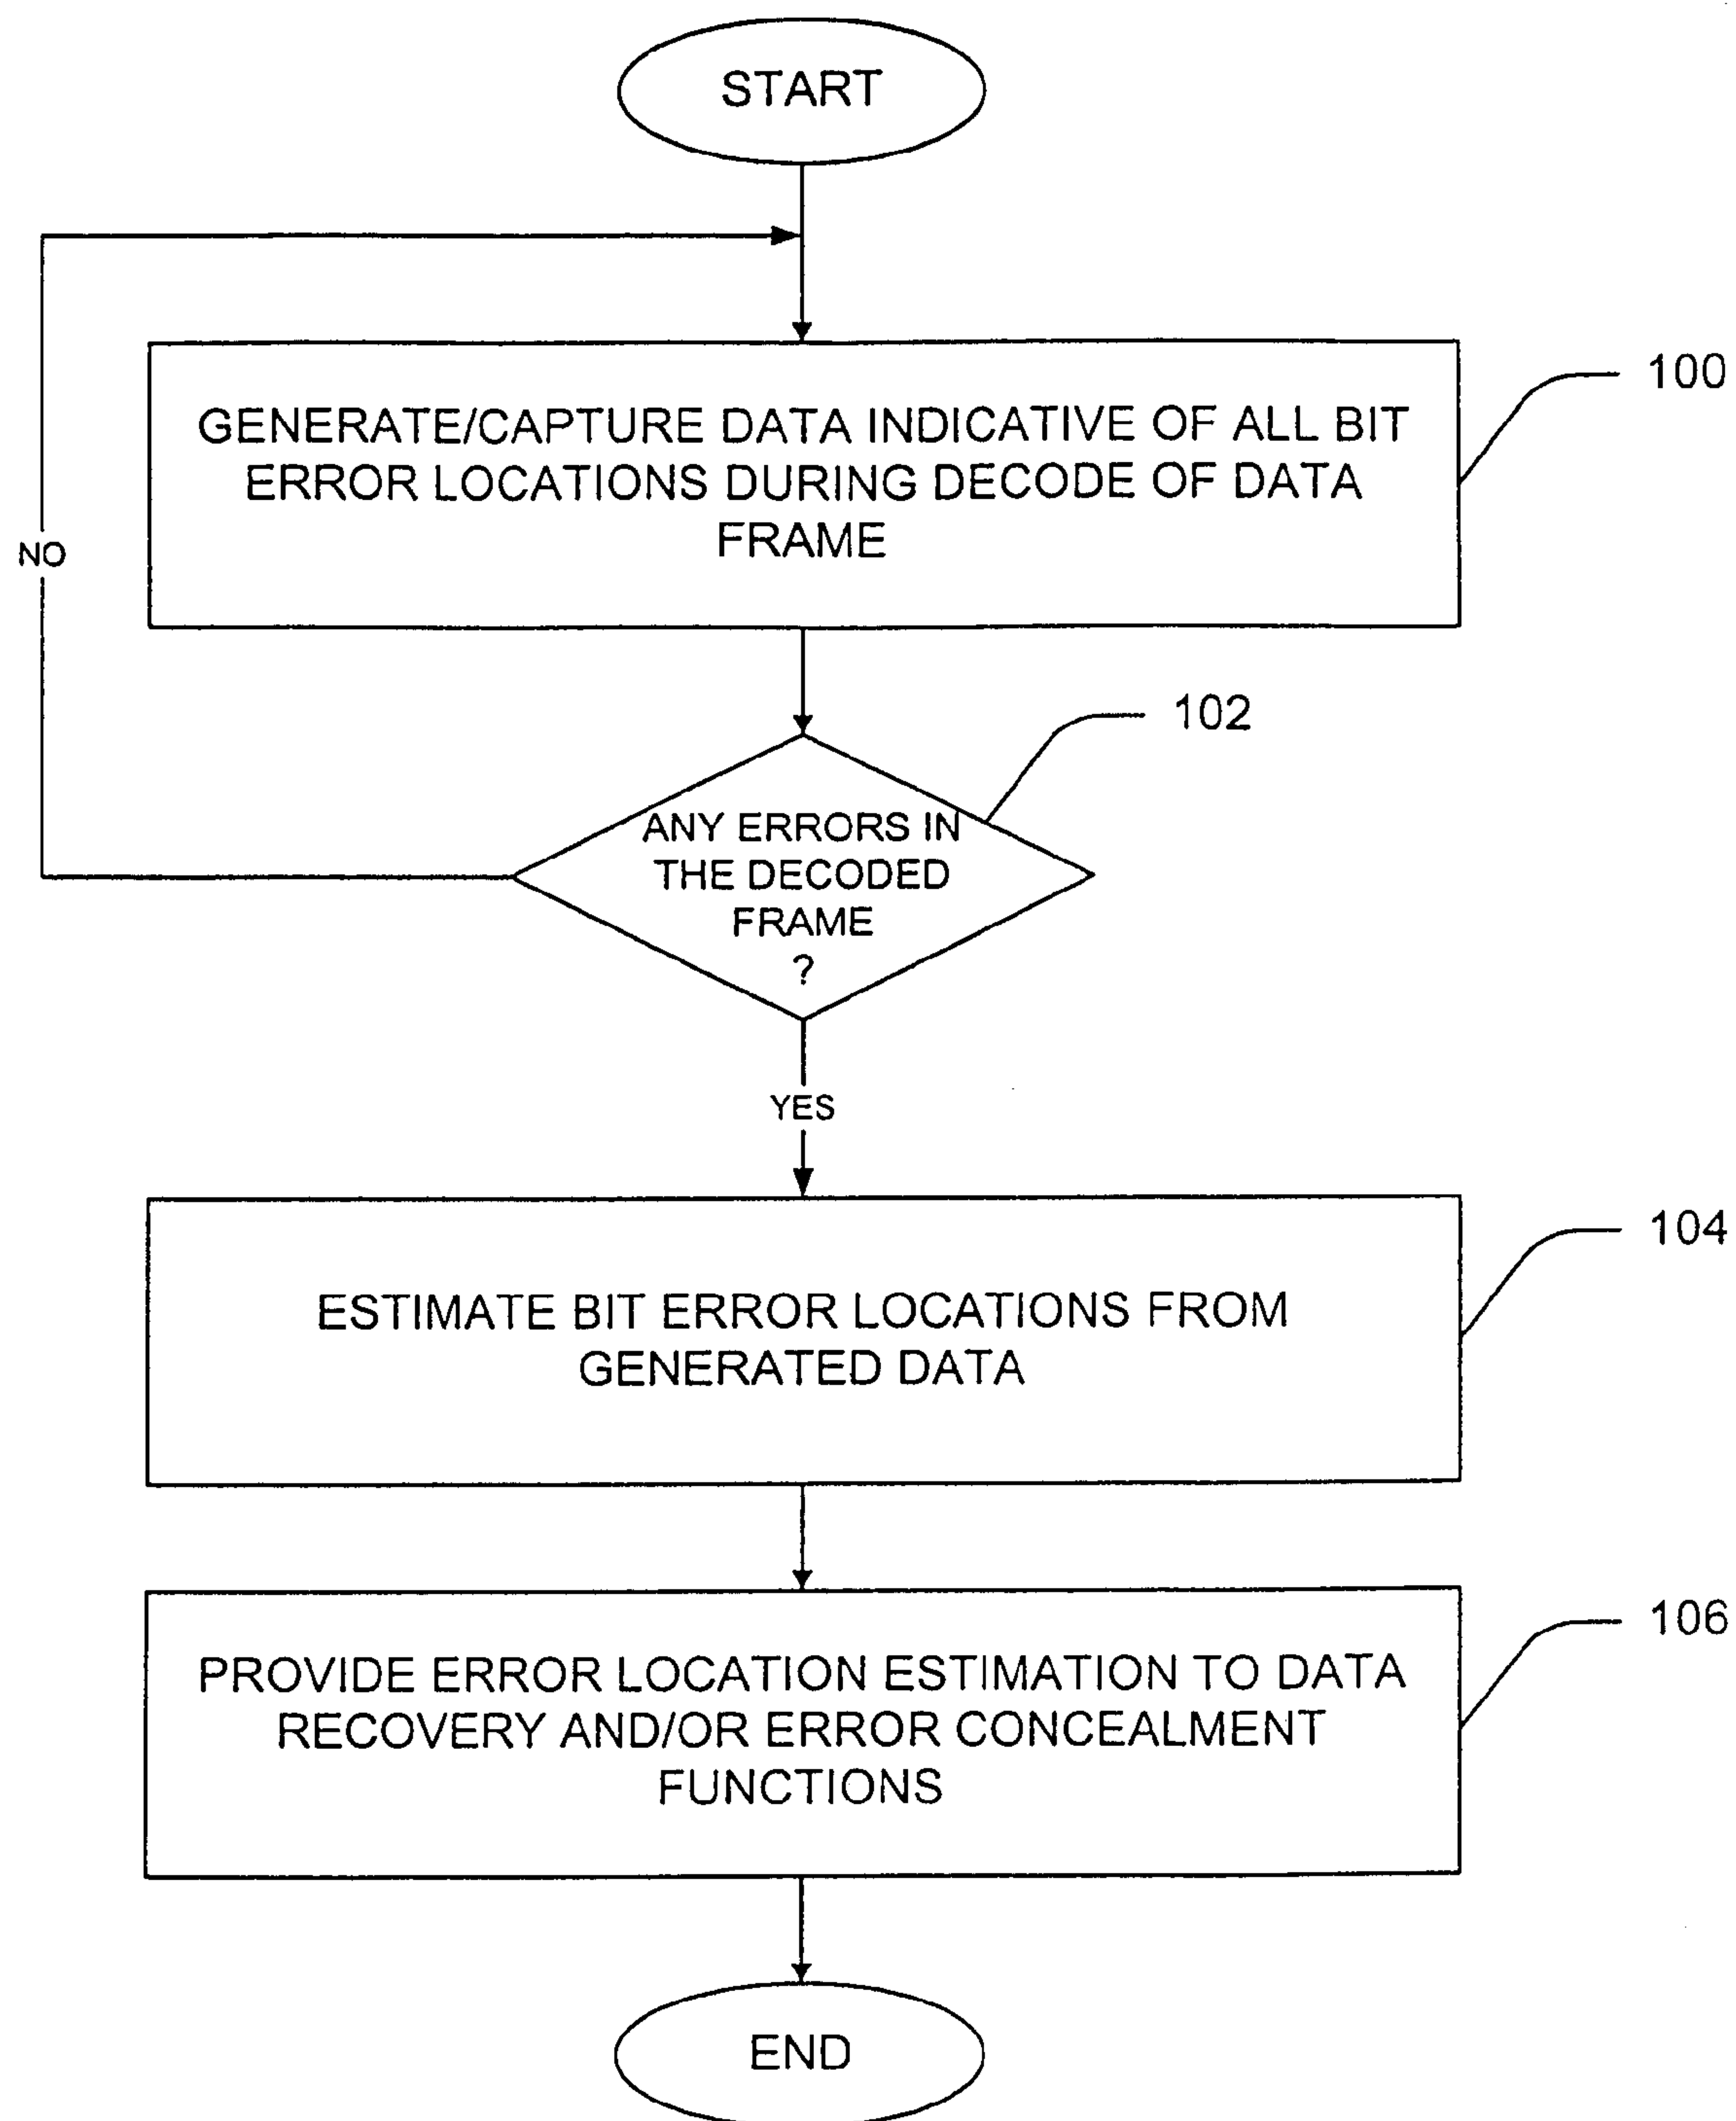 START
GENERATE/CAPTURE DATA INDICATIVE OF ALL BIT
ERROR LOCATIONS DURING DECODE OF DATA
FRAME
100
NO
102
ANY ERRORS IN
THE DECODED
FRAME
?
YES
104
ESTIMATE BIT ERROR LOCATIONS FROM
GENERATED DATA
106
PROVIDE ERROR LOCATION ESTIMATION TO DATA
RECOVERY AND/OR ERROR CONCEALMENT
FUNCTIONS
END